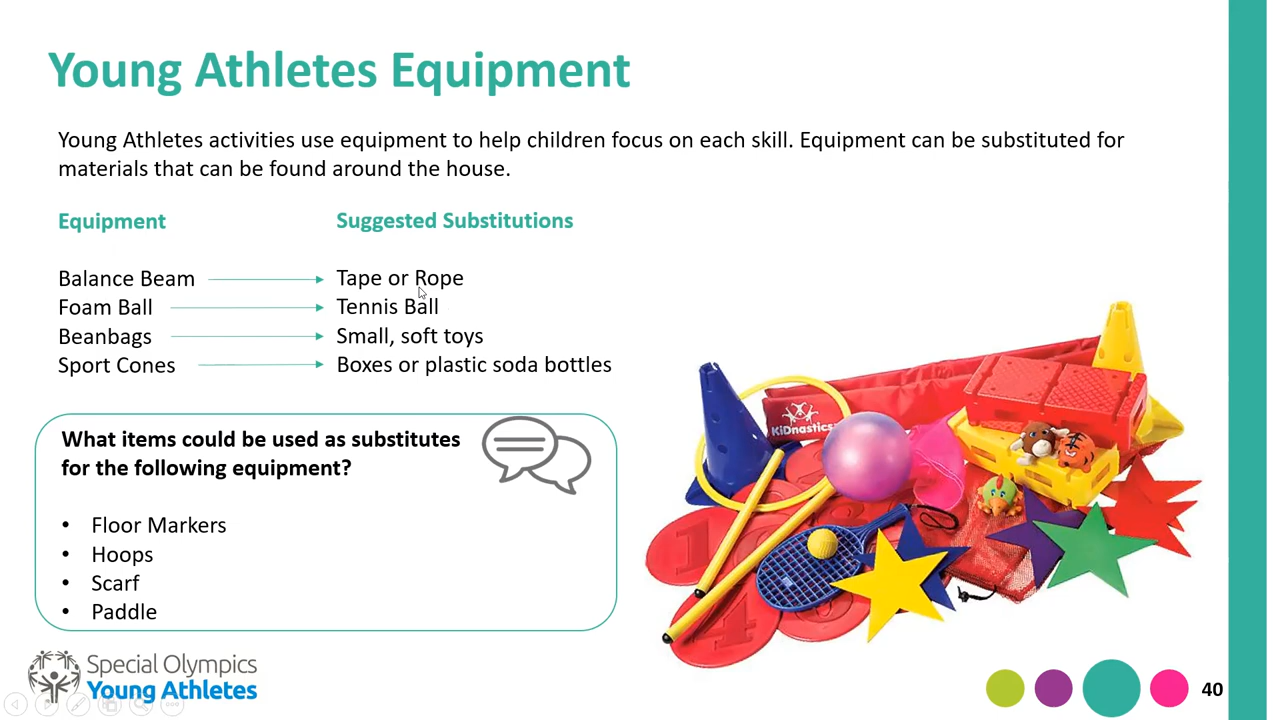 Young Athletes Equipment
Young Athletes activities use equipment to help children focus on each skill. Equipment can be substituted for
materials that can be found around the house.
Equipment
Suggested Substitutions
Balance Beam
Tape or Rope
Foam Ball
Tennis Ball
Beanbags
Small, soft toys
Sport Cones
Boxes or plastic soda bottles
What items could be used as substitutes
for the following equipment?
• Floor Markers
• Hoops
• Scarf
• Paddle
KiDnastics
1
4
Special Olympics
Young Athletes
40